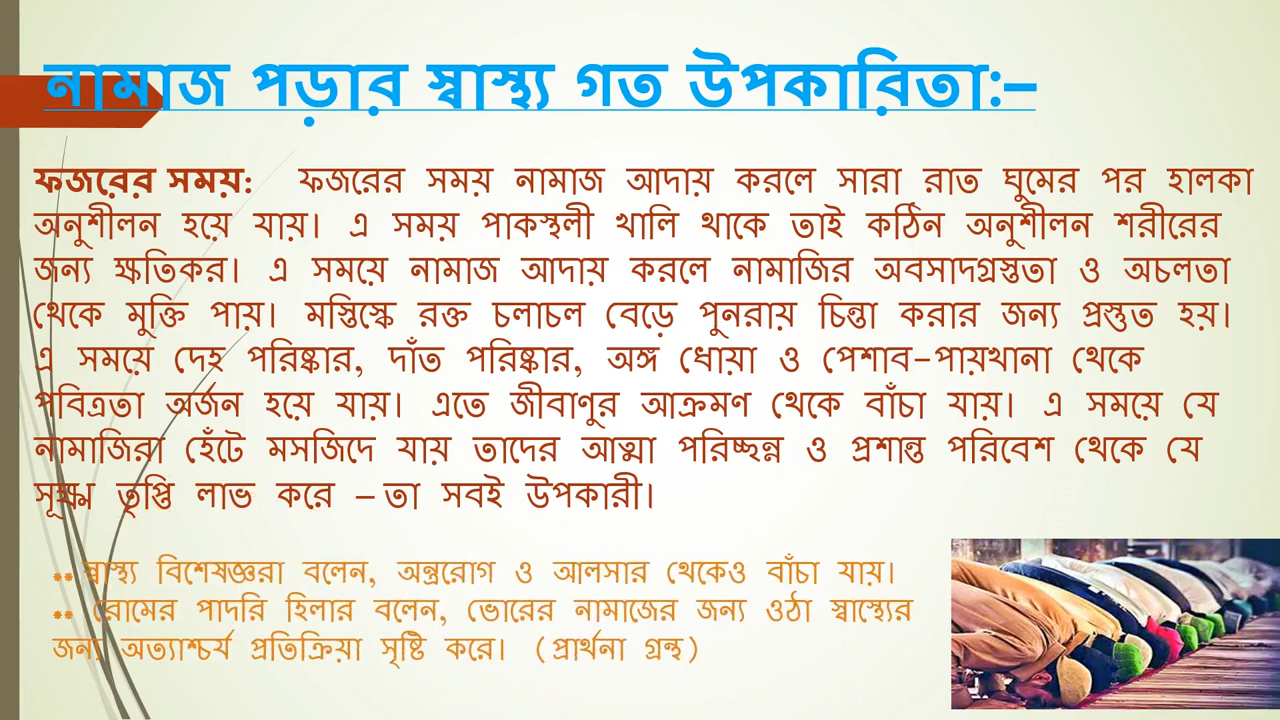 নামাজ পড়ার স্বাস্থ্য গত উপকারিতা:–
ফজরের সময়: ফজরের সময় নামাজ আদায় করলে সারা রাত ঘুমের পর হালকা
অনুশীলন হয়ে যায়। এ সময় পাকস্থলী খালি থাকে তাই কঠিন অনুশীলন শরীরের
জন্য ক্ষতিকর। এ সময়ে নামাজ আদায় করলে নামাজির অবসাদগ্রস্ততা ও অচলতা
থেকে মুক্তি পায়। মস্তিস্কে রক্ত চলাচল বেড়ে পুনরায় চিন্তা করার জন্য প্রস্তুত হয়।
এ সময়ে দেহ পরিষ্কার, দাঁত পরিষ্কার, অঙ্গ ধোয়া ও পেশাব–পায়খানা থেকে
পবিত্রতা অর্জন হয়ে যায়। এতে জীবাণুর আক্রমণ থেকে বাঁচা যায়। এ সময়ে যে
নামাজিরা হেঁটে মসজিদে যায় তাদের আত্মা পরিচ্ছন্ন ও প্রশান্ত পরিবেশ থেকে যে
সূক্ষ্ম তৃপ্তি লাভ করে – তা সবই উপকারী।
** স্বাস্থ্য বিশেষজ্ঞরা বলেন, অন্ত্ররোগ ও আলসার থেকেও বাঁচা যায়।
** রোমের পাদরি হিলার বলেন, ভোরের নামাজের জন্য ওঠা স্বাস্থ্যের
জন্য অত্যাশ্চর্য প্রতিক্রিয়া সৃষ্টি করে। (প্রার্থনা গ্রন্থ)